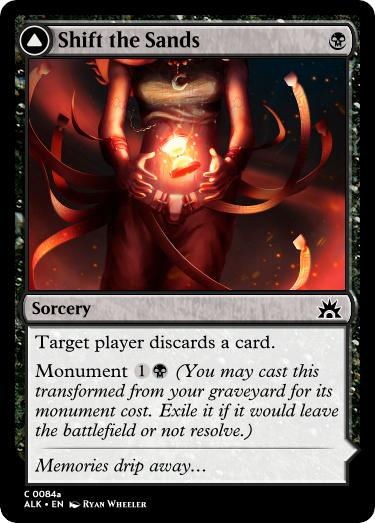 Shift the Sands
Sorcery
Target player discards a card.
Monument 1 (You may cast this
transformed from your graveyard for its
monument cost. Exile it if it would leave
the battlefield or not resolve.)
Memories drip away…
C 0084a
ALK • EN Ryan Wheeler